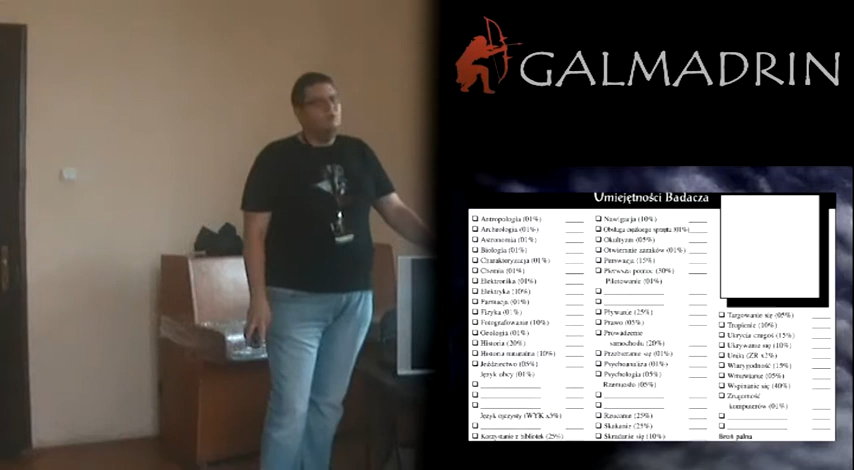 GALMADRIN
Umiejętności Badacza
Antropologia (01%)
Archeologia (01%)
Astronomia (01%)
Biologia (01%)
Charakteryzacja (01%)
Chemia (01%)
Elektronika (01%)
Elektryka (10%)
Farmacja (01%)
Fizyka (01%)
Fotografowanie (10%)
Geologia (01%)
Historia (20%)
Historia naturalna (10%)
Jeździectwo (05%)
Język obcy (01%)
Język ojczysty (WYK x5%)
Korzystanie z bibliotek (25%)
Nawigacja (10%)
Obsługa ciężkiego sprzętu (01%)
Okultyzm (05%)
Otwieranie zamków (01%)
Perswazja (15%)
Pierwsza pomoc (30%)
Pilotowanie (01%)
Pływanie (25%)
Prawo (05%)
Prowadzenie
samochodu (20%)
Przebieranie się (01%)
Psychoanaliza (01%)
Psychologia (05%)
Rzemiosło (05%)
Rzucanie (25%)
Skakanie (25%)
Skradanie się (10%)
Targowanie się (05%)
Tropienie (10%)
Ukrycie czegoś (15%)
Ukrywanie się (10%)
Unik (ZR x2%)
Wiarygodność (15%)
Wspinanie się (40%)
Znajomość
komputerów (01%)
Broń palna